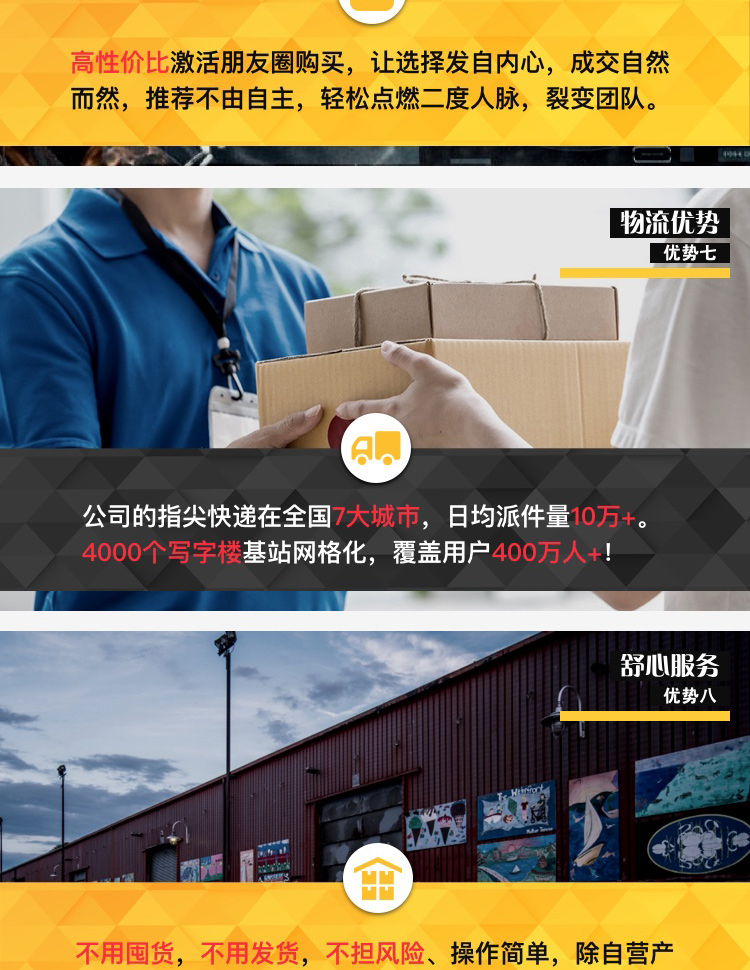 高性价比激活朋友圈购买，让选择发自内心，成交自然
而然，推荐不由自主，轻松点燃二度人脉，裂变团队。
物流优势
优势七
公司的指尖快递在全国7大城市，日均派件量10万+。
4000个写字楼基站网格化，覆盖用户400万人+！
舒心服务
优势八
不用囤货，不用发货，不担风险、操作简单，除自营产